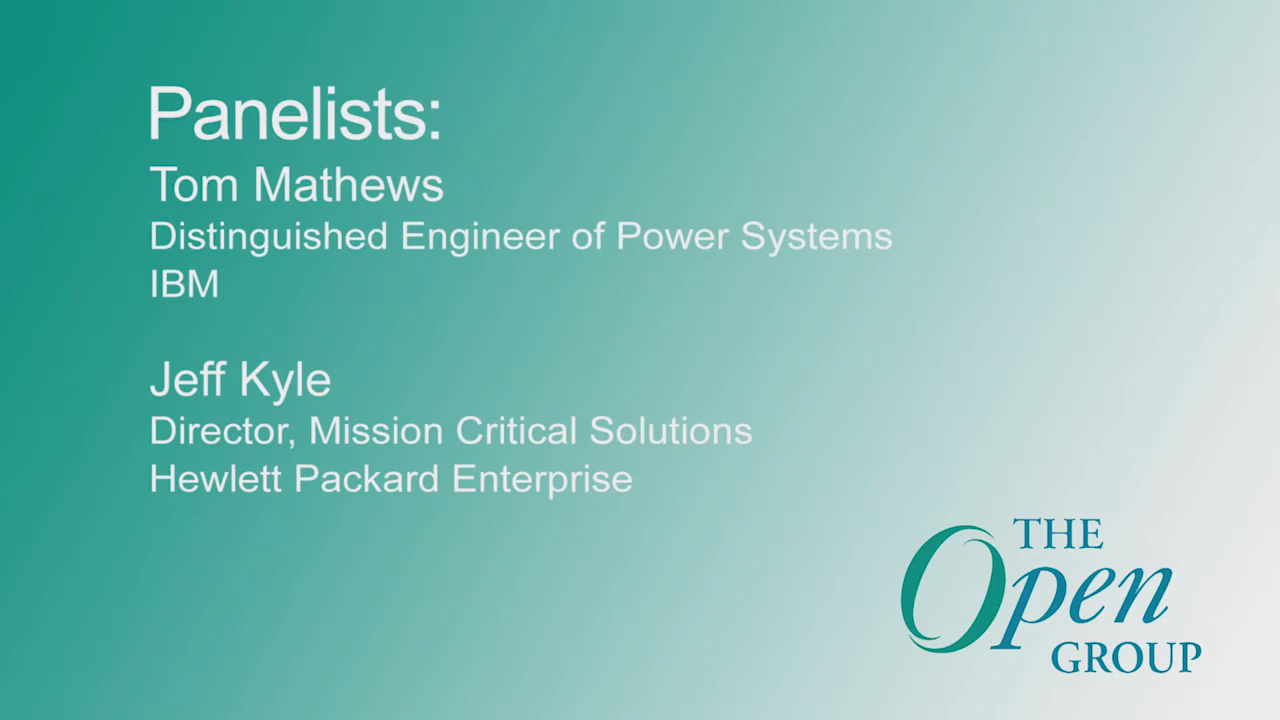 Panelists:
Tom Mathews
Distinguished Engineer of Power Systems
IBM
Jeff Kyle
Director, Mission Critical Solutions
Hewlett Packard Enterprise
THE
Open
GROUP